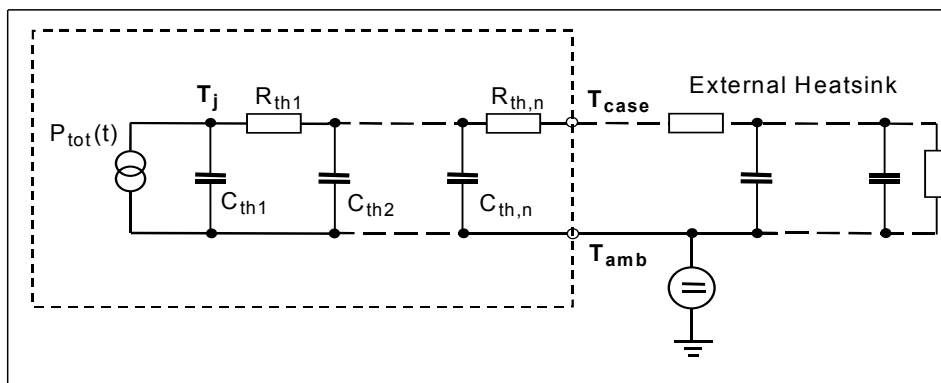 External Heatsink
T_j
R_th1
R_th,n
T_case
P_tot(t)
C_th1
C_th2
C_th,n
T_amb